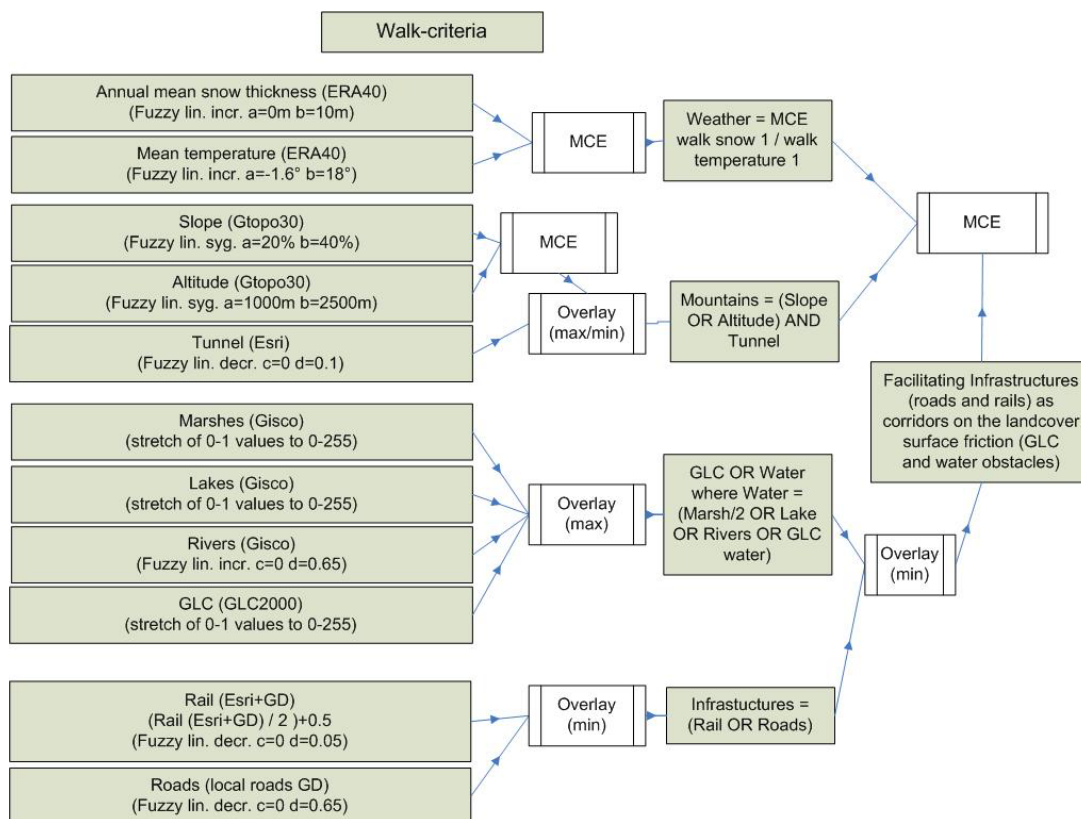 Walk-criteria
Annual mean snow thickness (ERA40)
(Fuzzy lin. incr. a=0m b=10m)
Mean temperature (ERA40)
(Fuzzy lin. incr. a=-1.6° b=18°)
MCE
Weather = MCE
walk snow 1 / walk
temperature 1
MCE
Slope (Gtopo30)
(Fuzzy lin. syg. a=20% b=40%)
Altitude (Gtopo30)
(Fuzzy lin. syg. a=1000m b=2500m)
MCE
Tunnel (Esri)
(Fuzzy lin. decr. c=0 d=0.1)
Overlay
(max/min)
Mountains = (Slope
OR Altitude) AND
Tunnel
Facilitating Infrastructures
(roads and rails) as
corridors on the landcover
surface friction (GLC
and water obstacles)
Marshes (Gisco)
(stretch of 0-1 values to 0-255)
Lakes (Gisco)
(stretch of 0-1 values to 0-255)
Rivers (Gisco)
(Fuzzy lin. incr. c=0 d=0.65)
GLC (GLC2000)
(stretch of 0-1 values to 0-255)
Overlay
(max)
GLC OR Water
where Water =
(Marsh/2 OR Lake
OR Rivers OR GLC
water)
Overlay
(min)
Rail (Esri+GD)
(Rail (Esri+GD) / 2 )+0.5
(Fuzzy lin. decr. c=0 d=0.05)
Roads (local roads GD)
(Fuzzy lin. decr. c=0 d=0.65)
Overlay
(min)
Infrastuctures =
(Rail OR Roads)